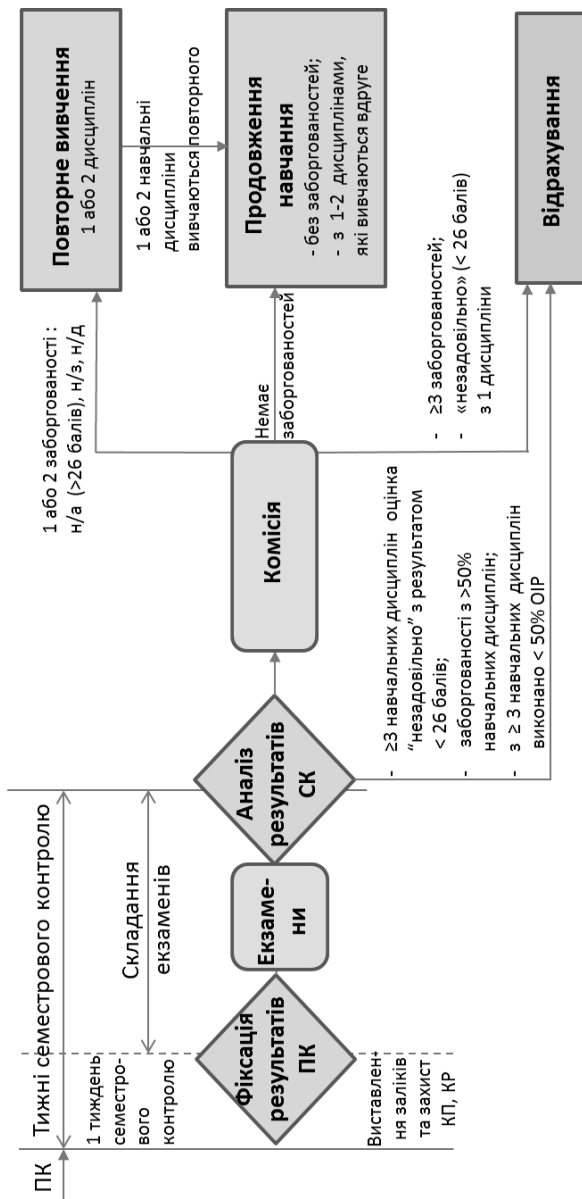 ПК
Тижні семестрового контролю
1 тиждень
семестро-
вого
контролю
Складання
екзаменів
Фіксація
результатів
ПК
Виставлен-
ня заліків
та захист
КП, КР
Екзаме-
ни
Аналіз
результатів
СК
Комісія
1 або 2 заборгованості :
н/а (>26 балів), н/з, н/д
Немає
заборгованостей
- ≥3 навчальних дисциплін оцінка
“незадовільно” з результатом
< 26 балів;
- заборгованості з >50%
навчальних дисциплін;
- з ≥ 3 навчальних дисциплін
виконано < 50% ОІР
- ≥3 заборгованостей;
- «незадовільно» (< 26 балів)
з 1 дисципліни
Повторне вивчення
1 або 2 дисциплін
1 або 2 навчальні
дисципліни
вивчаються повторного
Продовження
навчання
- без заборгованостей;
- з 1-2 дисциплінами,
які вивчаються вдруге
Відрахування